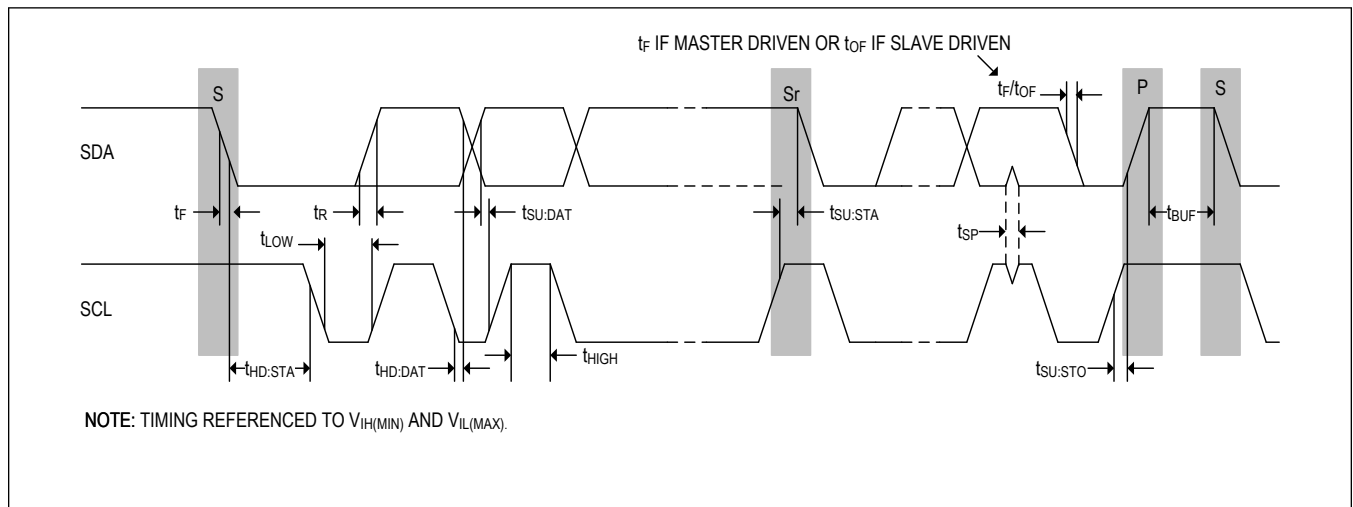 tF IF MASTER DRIVEN OR tOF IF SLAVE DRIVEN
S
Sr
tF/tOF
P
S
SDA
tF
tR
tSU:DAT
tSU:STA
tBUF
tLOW
tSP
SCL
tHD:STA
tHD:DAT
tHIGH
tSU:STO
NOTE: TIMING REFERENCED TO VIH(MIN) AND VIL(MAX).